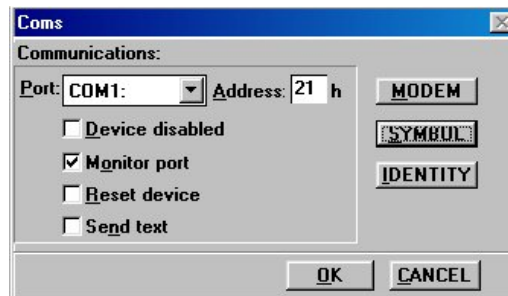 Coms
Communications:
Port: COM1: Address: 21 h
Device disabled
Monitor port
Reset device
Send text
MODEM
SYMBOL
IDENTITY
OK CANCEL